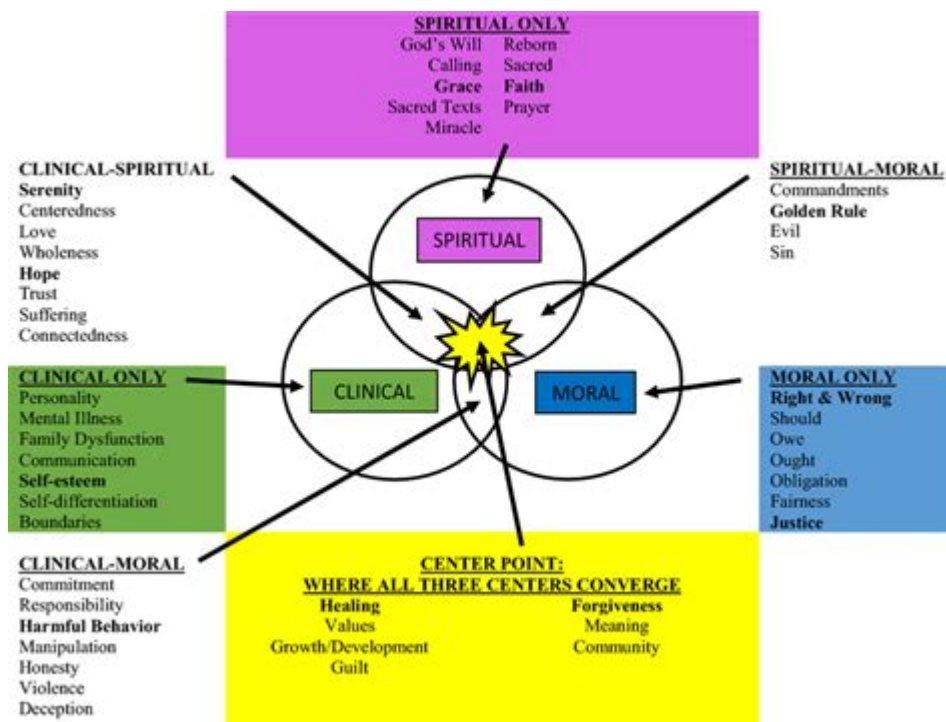 SPIRITUAL ONLY
God's Will Reborn
Calling Sacred
Grace Faith
Sacred Texts Prayer
Miracle
CLINICAL-SPIRITUAL
Serenity
Centeredness
Love
Wholeness
Hope
Trust
Suffering
Connectedness
SPIRITUAL-MORAL
Commandments
Golden Rule
Evil
Sin
SPIRITUAL
CLINICAL
MORAL
CLINICAL ONLY
Personality
Mental Illness
Family Dysfunction
Communication
Self-esteem
Self-differentiation
Boundaries
MORAL ONLY
Right & Wrong
Should
Owe
Ought
Obligation
Fairness
Justice
CLINICAL-MORAL
Commitment
Responsibility
Harmful Behavior
Manipulation
Honesty
Violence
Deception
CENTER POINT:
WHERE ALL THREE CENTERS CONVERGE
Healing Forgiveness
Values Meaning
Growth/Development Community
Guilt